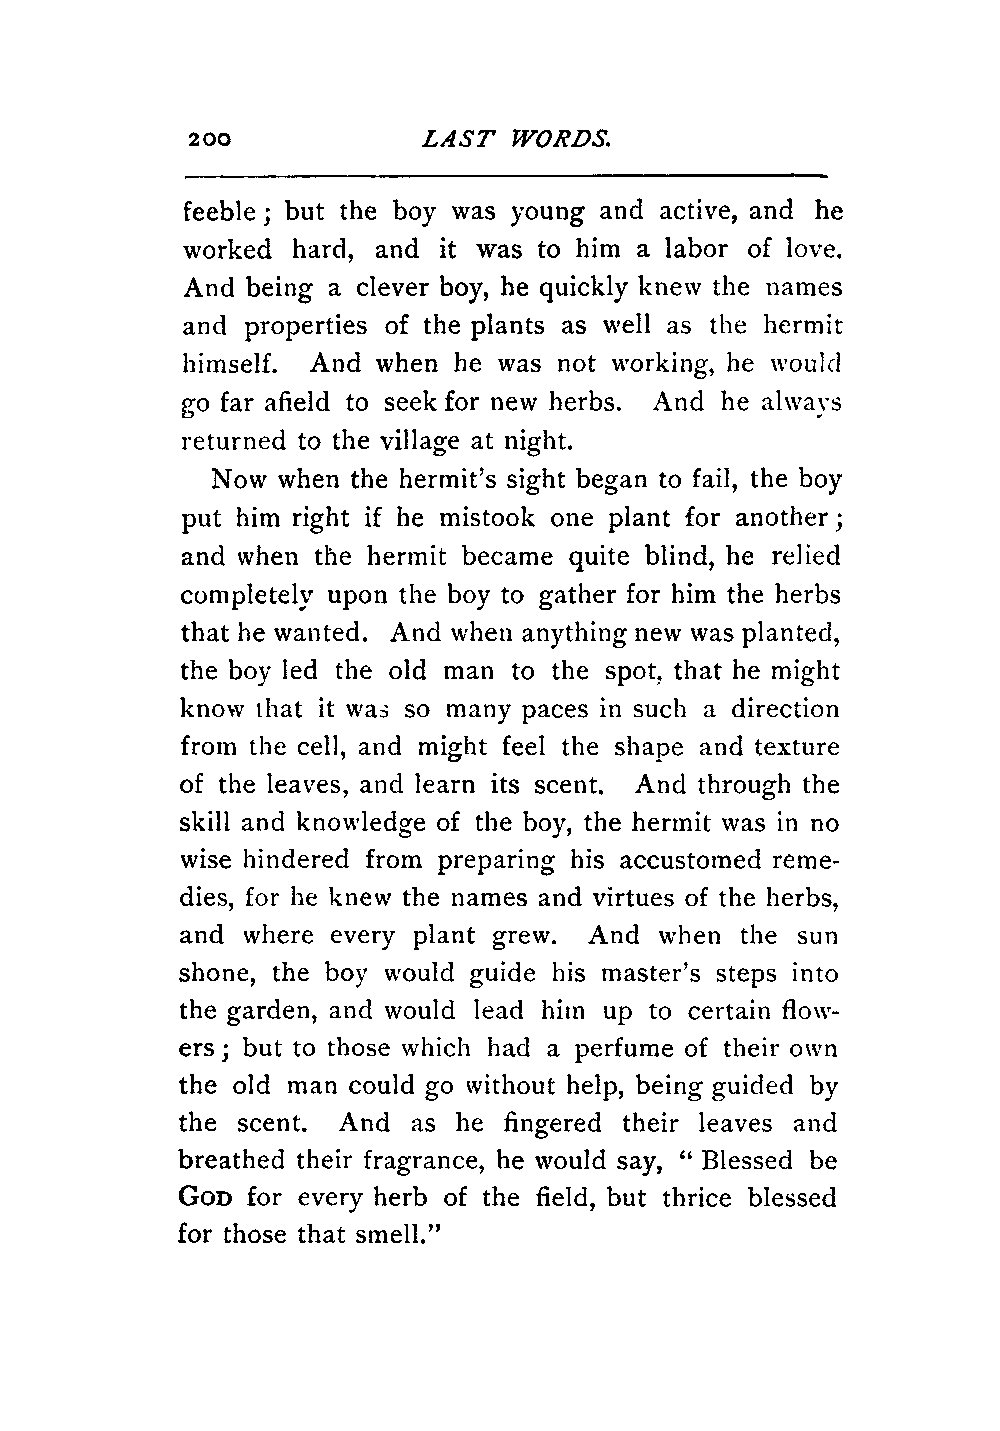 200 LAST WORDS.
feeble; but the boy was young and active, and he
worked hard, and it was to him a labor of love.
And being a clever boy, he quickly knew the names
and properties of the plants as well as the hermit
himself. And when he was not working, he would
go far afield to seek for new herbs. And he always
returned to the village at night.
Now when the hermit's sight began to fail, the boy
put him right if he mistook one plant for another;
and when the hermit became quite blind, he relied
completely upon the boy to gather for him the herbs
that he wanted. And when anything new was planted,
the boy led the old man to the spot, that he might
know that it was so many paces in such a direction
from the cell, and might feel the shape and texture
of the leaves, and learn its scent. And through the
skill and knowledge of the boy, the hermit was in no
wise hindered from preparing his accustomed reme-
dies, for he knew the names and virtues of the herbs,
and where every plant grew. And when the sun
shone, the boy would guide his master's steps into
the garden, and would lead him up to certain flow-
ers; but to those which had a perfume of their own
the old man could go without help, being guided by
the scent. And as he fingered their leaves and
breathed their fragrance, he would say, "Blessed be
GOD for every herb of the field, but thrice blessed
for those that smell."